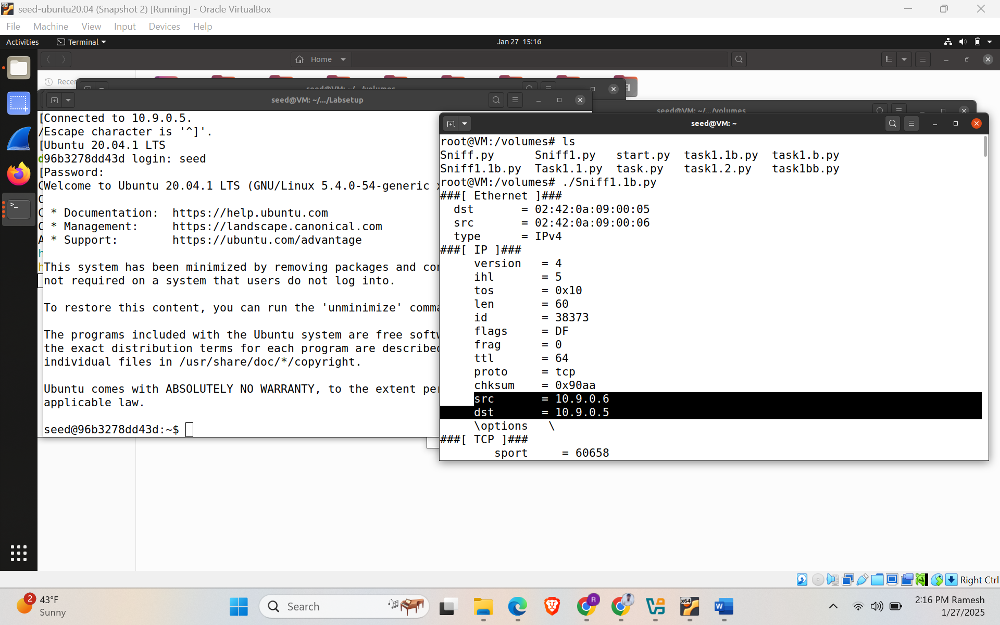 seed-ubuntu20.04 (Snapshot 2) [Running] - Oracle VirtualBox
File Machine View Input Devices Help
Activities Terminal Jan 27 15:16
Home
Recen
seed@VM: ~/.../volumes
seed@VM: ~/.../Labsetup
[Connected to 10.9.0.5.
/Escape character is '^]'.
[Ubuntu 20.04.1 LTS
96b3278dd43d login: seed
[Password:
Welcome to Ubuntu 20.04.1 LTS (GNU/Linux 5.4.0-54-generic
* Documentation: https://help.ubuntu.com
* Management: https://landscape.canonical.com
* Support: https://ubuntu.com/advantage
This system has been minimized by removing packages and con
not required on a system that users do not log into.
To restore this content, you can run the 'unminimize' comma
The programs included with the Ubuntu system are free softw
the exact distribution terms for each program are described
individual files in /usr/share/doc/*/copyright.
Ubuntu comes with ABSOLUTELY NO WARRANTY, to the extent per
applicable law.
seed@96b3278dd43d:~$
seed@VM: ~/.../volumes
seed@VM: ~
root@VM:/volumes# ls
Sniff.py Sniff1.py start.py task1.1b.py task1.b.py
Sniff1.1b.py Task1.1.py task.py task1.2.py task1bb.py
root@VM:/volumes# ./Sniff1.1b.py
###[ Ethernet ]###
dst = 02:42:0a:09:00:05
src = 02:42:0a:09:00:06
type = IPv4
###[ IP ]###
version = 4
ihl = 5
tos = 0x10
len = 60
id = 38373
flags = DF
frag = 0
ttl = 64
proto = tcp
chksum = 0x90aa
src = 10.9.0.6
dst = 10.9.0.5
\options \
###[ TCP ]###
sport = 60658
Right Ctrl
2 43°F
Sunny
Search
R
x64
W
2:16 PM Ramesh
1/27/2025